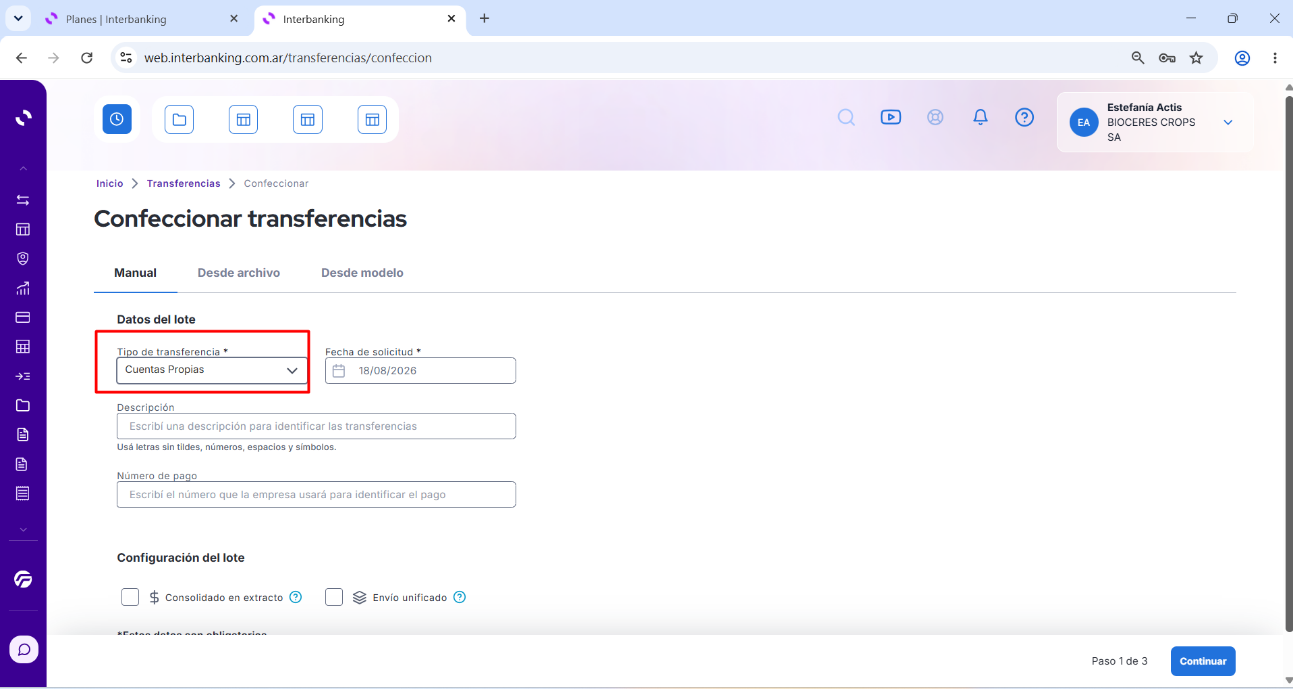 Planes | Interbanking
Interbanking
web.interbanking.com.ar/transferencias/confeccion
EA
Estefanía Actis
BIOCERES CROPS
SA
Inicio
Transferencias
Confeccionar
Confeccionar transferencias
Manual
Desde archivo
Desde modelo
Datos del lote
Tipo de transferencia *
Cuentas Propias
Fecha de solicitud *
18/08/2026
Descripción
Escribí una descripción para identificar las transferencias
Usá letras sin tildes, números, espacios y símbolos.
Número de pago
Escribí el número que la empresa usará para identificar el pago
Configuración del lote
Consolidado en extracto
Envío unificado
*Estos datos son obligatorios
Paso 1 de 3
Continuar